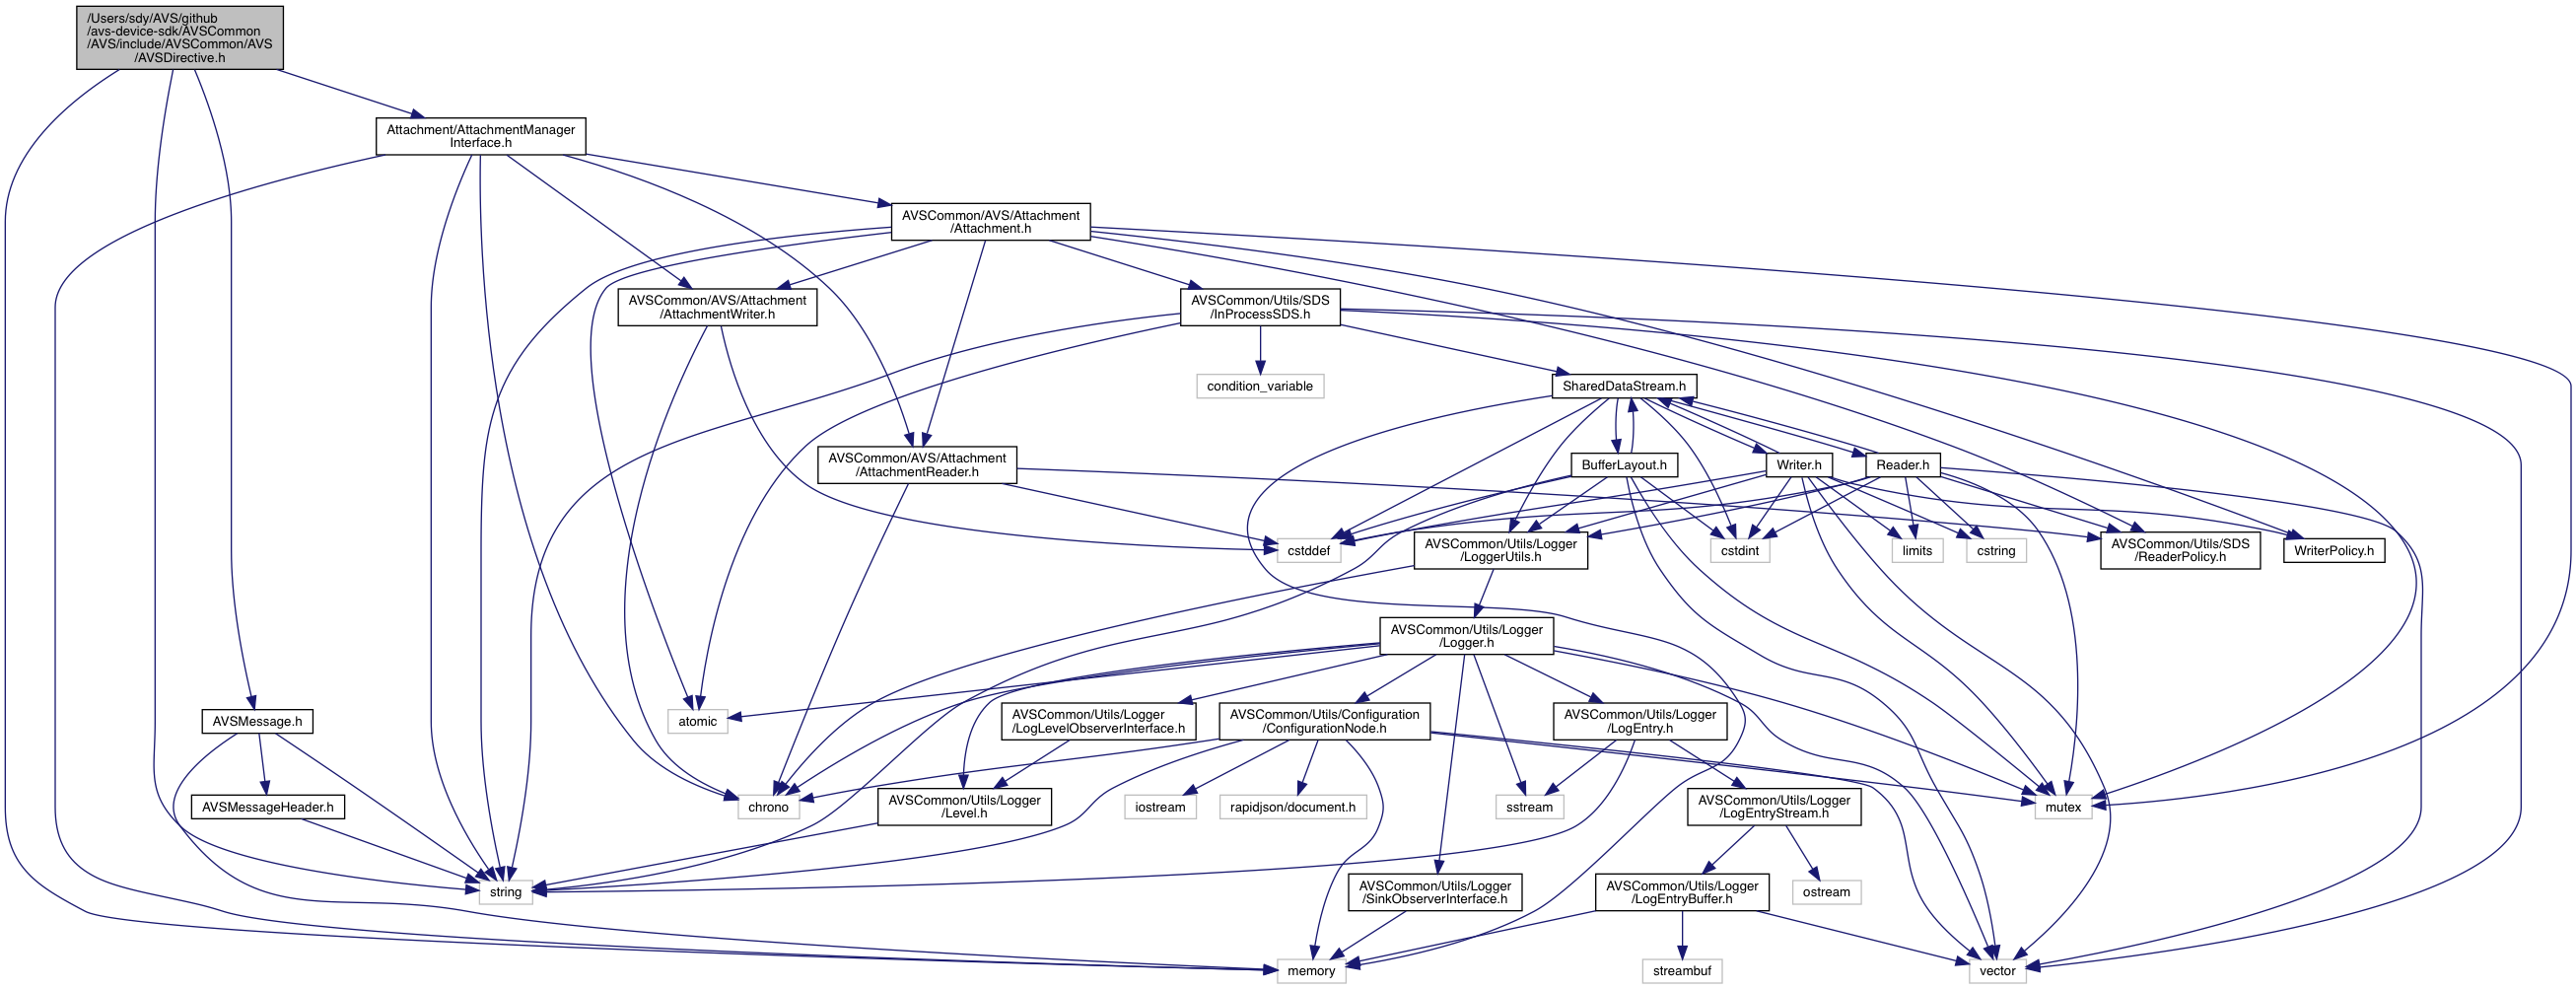 /Users/sdy/AVS/github
/avs-device-sdk/AVSCommon
/AVS/include/AVSCommon/AVS
/AVSDirective.h
Attachment/AttachmentManager
Interface.h
AVSCommon/AVS/Attachment
/Attachment.h
AVSCommon/AVS/Attachment
/AttachmentWriter.h
AVSCommon/Utils/SDS
/InProcessSDS.h
condition_variable
SharedDataStream.h
AVSCommon/AVS/Attachment
/AttachmentReader.h
BufferLayout.h
Writer.h
Reader.h
cstddef
AVSCommon/Utils/Logger
/LoggerUtils.h
cstdint
limits
cstring
AVSCommon/Utils/SDS
/ReaderPolicy.h
WriterPolicy.h
AVSCommon/Utils/Logger
/Logger.h
AVSMessage.h
atomic
AVSCommon/Utils/Logger
/LogLevelObserverInterface.h
AVSCommon/Utils/Configuration
/ConfigurationNode.h
AVSCommon/Utils/Logger
/LogEntry.h
AVSMessageHeader.h
chrono
AVSCommon/Utils/Logger
/Level.h
iostream
rapidjson/document.h
sstream
AVSCommon/Utils/Logger
/LogEntryStream.h
mutex
string
AVSCommon/Utils/Logger
/SinkObserverInterface.h
AVSCommon/Utils/Logger
/LogEntryBuffer.h
ostream
memory
streambuf
vector